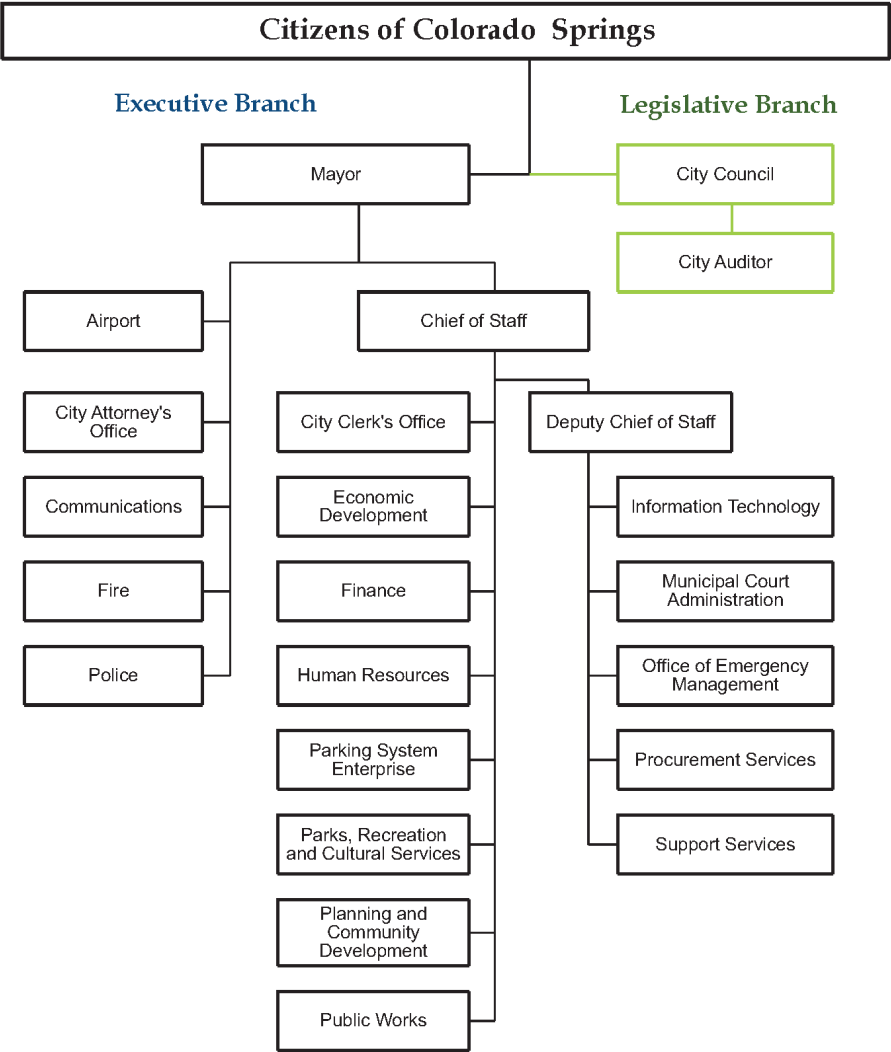 Citizens of Colorado Springs
Executive Branch
Legislative Branch
Mayor
City Council
City Auditor
Airport
Chief of Staff
City Attorney's
Office
City Clerk's Office
Deputy Chief of Staff
Communications
Economic
Development
Information Technology
Fire
Finance
Municipal Court
Administration
Police
Human Resources
Office of Emergency
Management
Parking System
Enterprise
Procurement Services
Parks, Recreation
and Cultural Services
Support Services
Planning and
Community
Development
Public Works